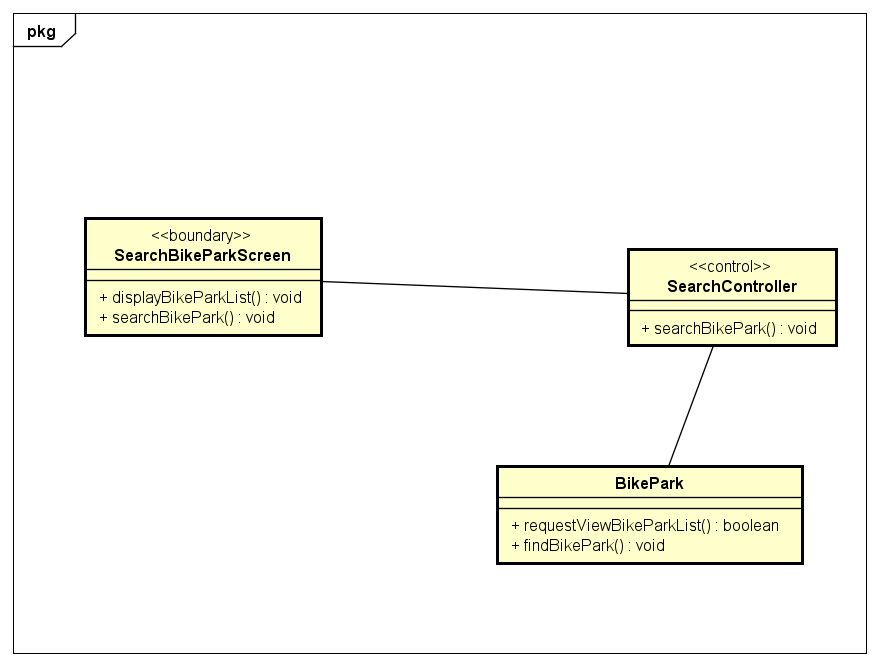 pkg
<<boundary>>
SearchBikeParkScreen
+ displayBikeParkList() : void
+ searchBikePark() : void
<<control>>
SearchController
+ searchBikePark() : void
BikePark
+ requestViewBikeParkList() : boolean
+ findBikePark() : void